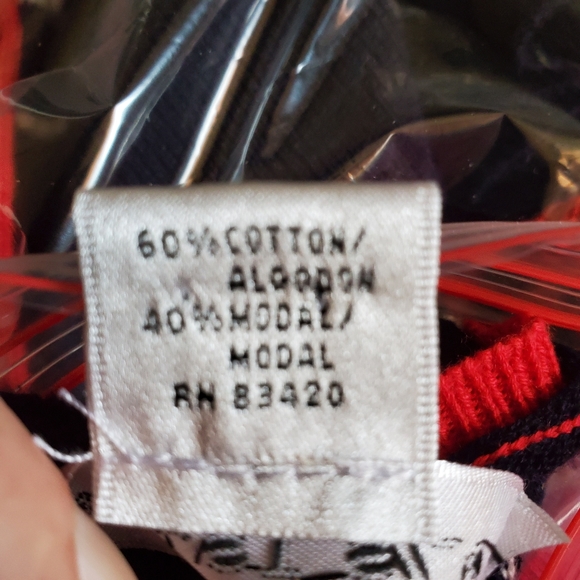 60% COTTON/
ALGODON
40% MODAL/
MODAL
RN 83420